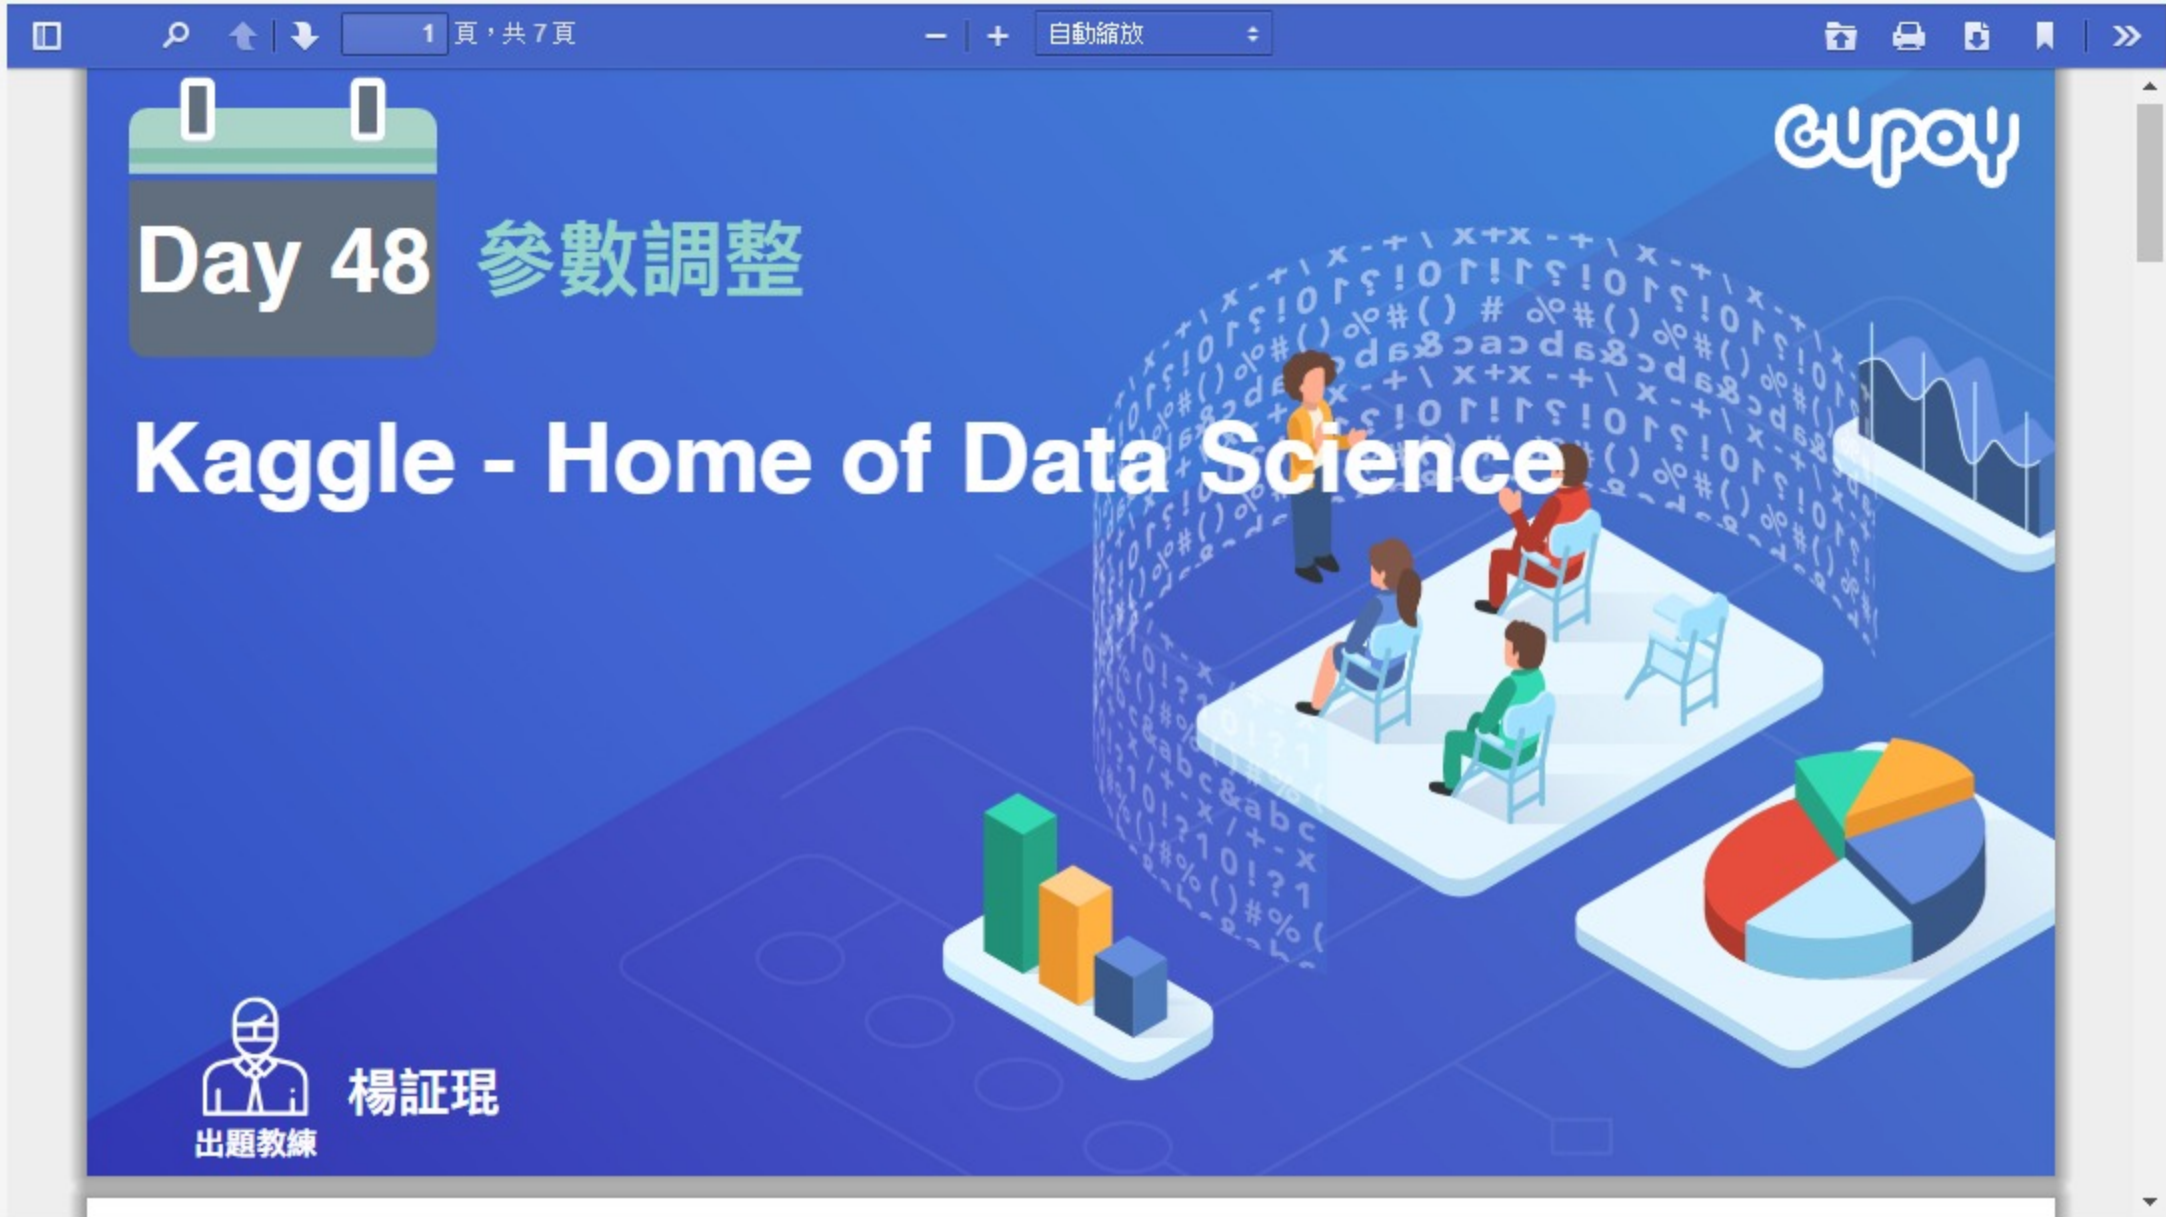 1 頁，共 7 頁
自動縮放
cupoy
Day 48 參數調整
Kaggle - Home of Data Science
楊証琨
出題教練